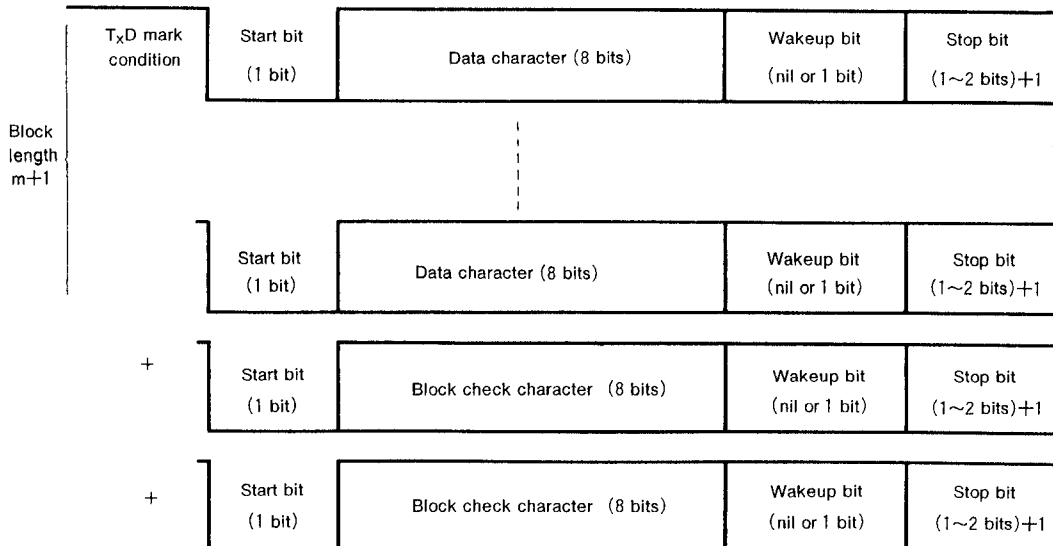 TxD mark
condition
Start bit
(1 bit)
Data character (8 bits)
Wakeup bit
(nil or 1 bit)
Stop bit
(1~2 bits)+1
Block
length
m+1
Start bit
(1 bit)
Data character (8 bits)
Wakeup bit
(nil or 1 bit)
Stop bit
(1~2 bits)+1
+
Start bit
(1 bit)
Block check character (8 bits)
Wakeup bit
(nil or 1 bit)
Stop bit
(1~2 bits)+1
+
Start bit
(1 bit)
Block check character (8 bits)
Wakeup bit
(nil or 1 bit)
Stop bit
(1~2 bits)+1